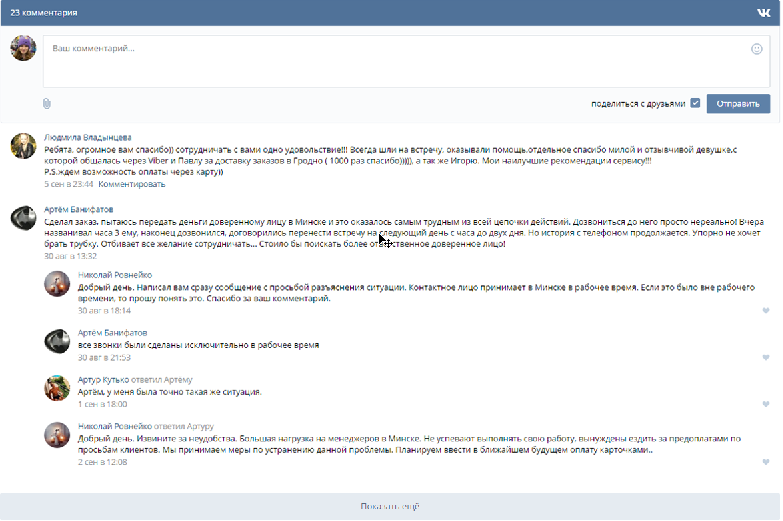 23 комментария
Ваш комментарий...
поделиться с друзьями
Отправить
Людмила Владынцева
Ребята, огромное вам спасибо)) сотрудничать с вами одно удовольствие!!! Всегда шли на встречу, оказывали помощь,отдельное спасибо милой и отзывчивой девушке,с
которой общалась через Viber и Павлу за доставку заказов в Гродно ( 1000 раз спасибо))))), а так же Игорю. Мои наилучшие рекомендации сервису!!!
P.S.ждем возможность оплаты через карту))
5 сен в 23:44 Комментировать
Артём Банифатов
Сделал заказ, пытаюсь передать деньги доверенному лицу в Минске и это оказалось самым трудным из всей цепочки действий. Дозвониться до него просто нереально! Вчера
названивал часа 3 ему, наконец дозвонился, договорились перенести встречу на следующий день с часа до двух дня. Но история с телефоном продолжается. Упорно не хочет
брать трубку. Отбивает все желание сотрудничать... Стоило бы поискать более ответственное доверенное лицо!
30 авг в 13:32
Николай Ровнейко
Добрый день. Написал вам сразу сообщение с просьбой разъяснения ситуации. Контактное лицо принимает в Минске в рабочее время. Если это было вне рабочего
времени, то прошу понять это. Спасибо за ваш комментарий.
30 авг в 18:14
Артём Банифатов
все звонки были сделаны исключительно в рабочее время
30 авг в 21:53
Артур Кутько ответил Артёму
Артём, у меня была точно такая же ситуация.
1 сен в 18:00
Николай Ровнейко ответил Артуру
Добрый день. Извините за неудобства. Большая нагрузка на менеджеров в Минске. Не успевают выполнять свою работу, вынуждены ездить за предоплатами по
просьбам клиентов. Мы принимаем меры по устранению данной проблемы. Планируем ввести в ближайшем будущем оплату карточками..
2 сен в 12:08
Показать ещё